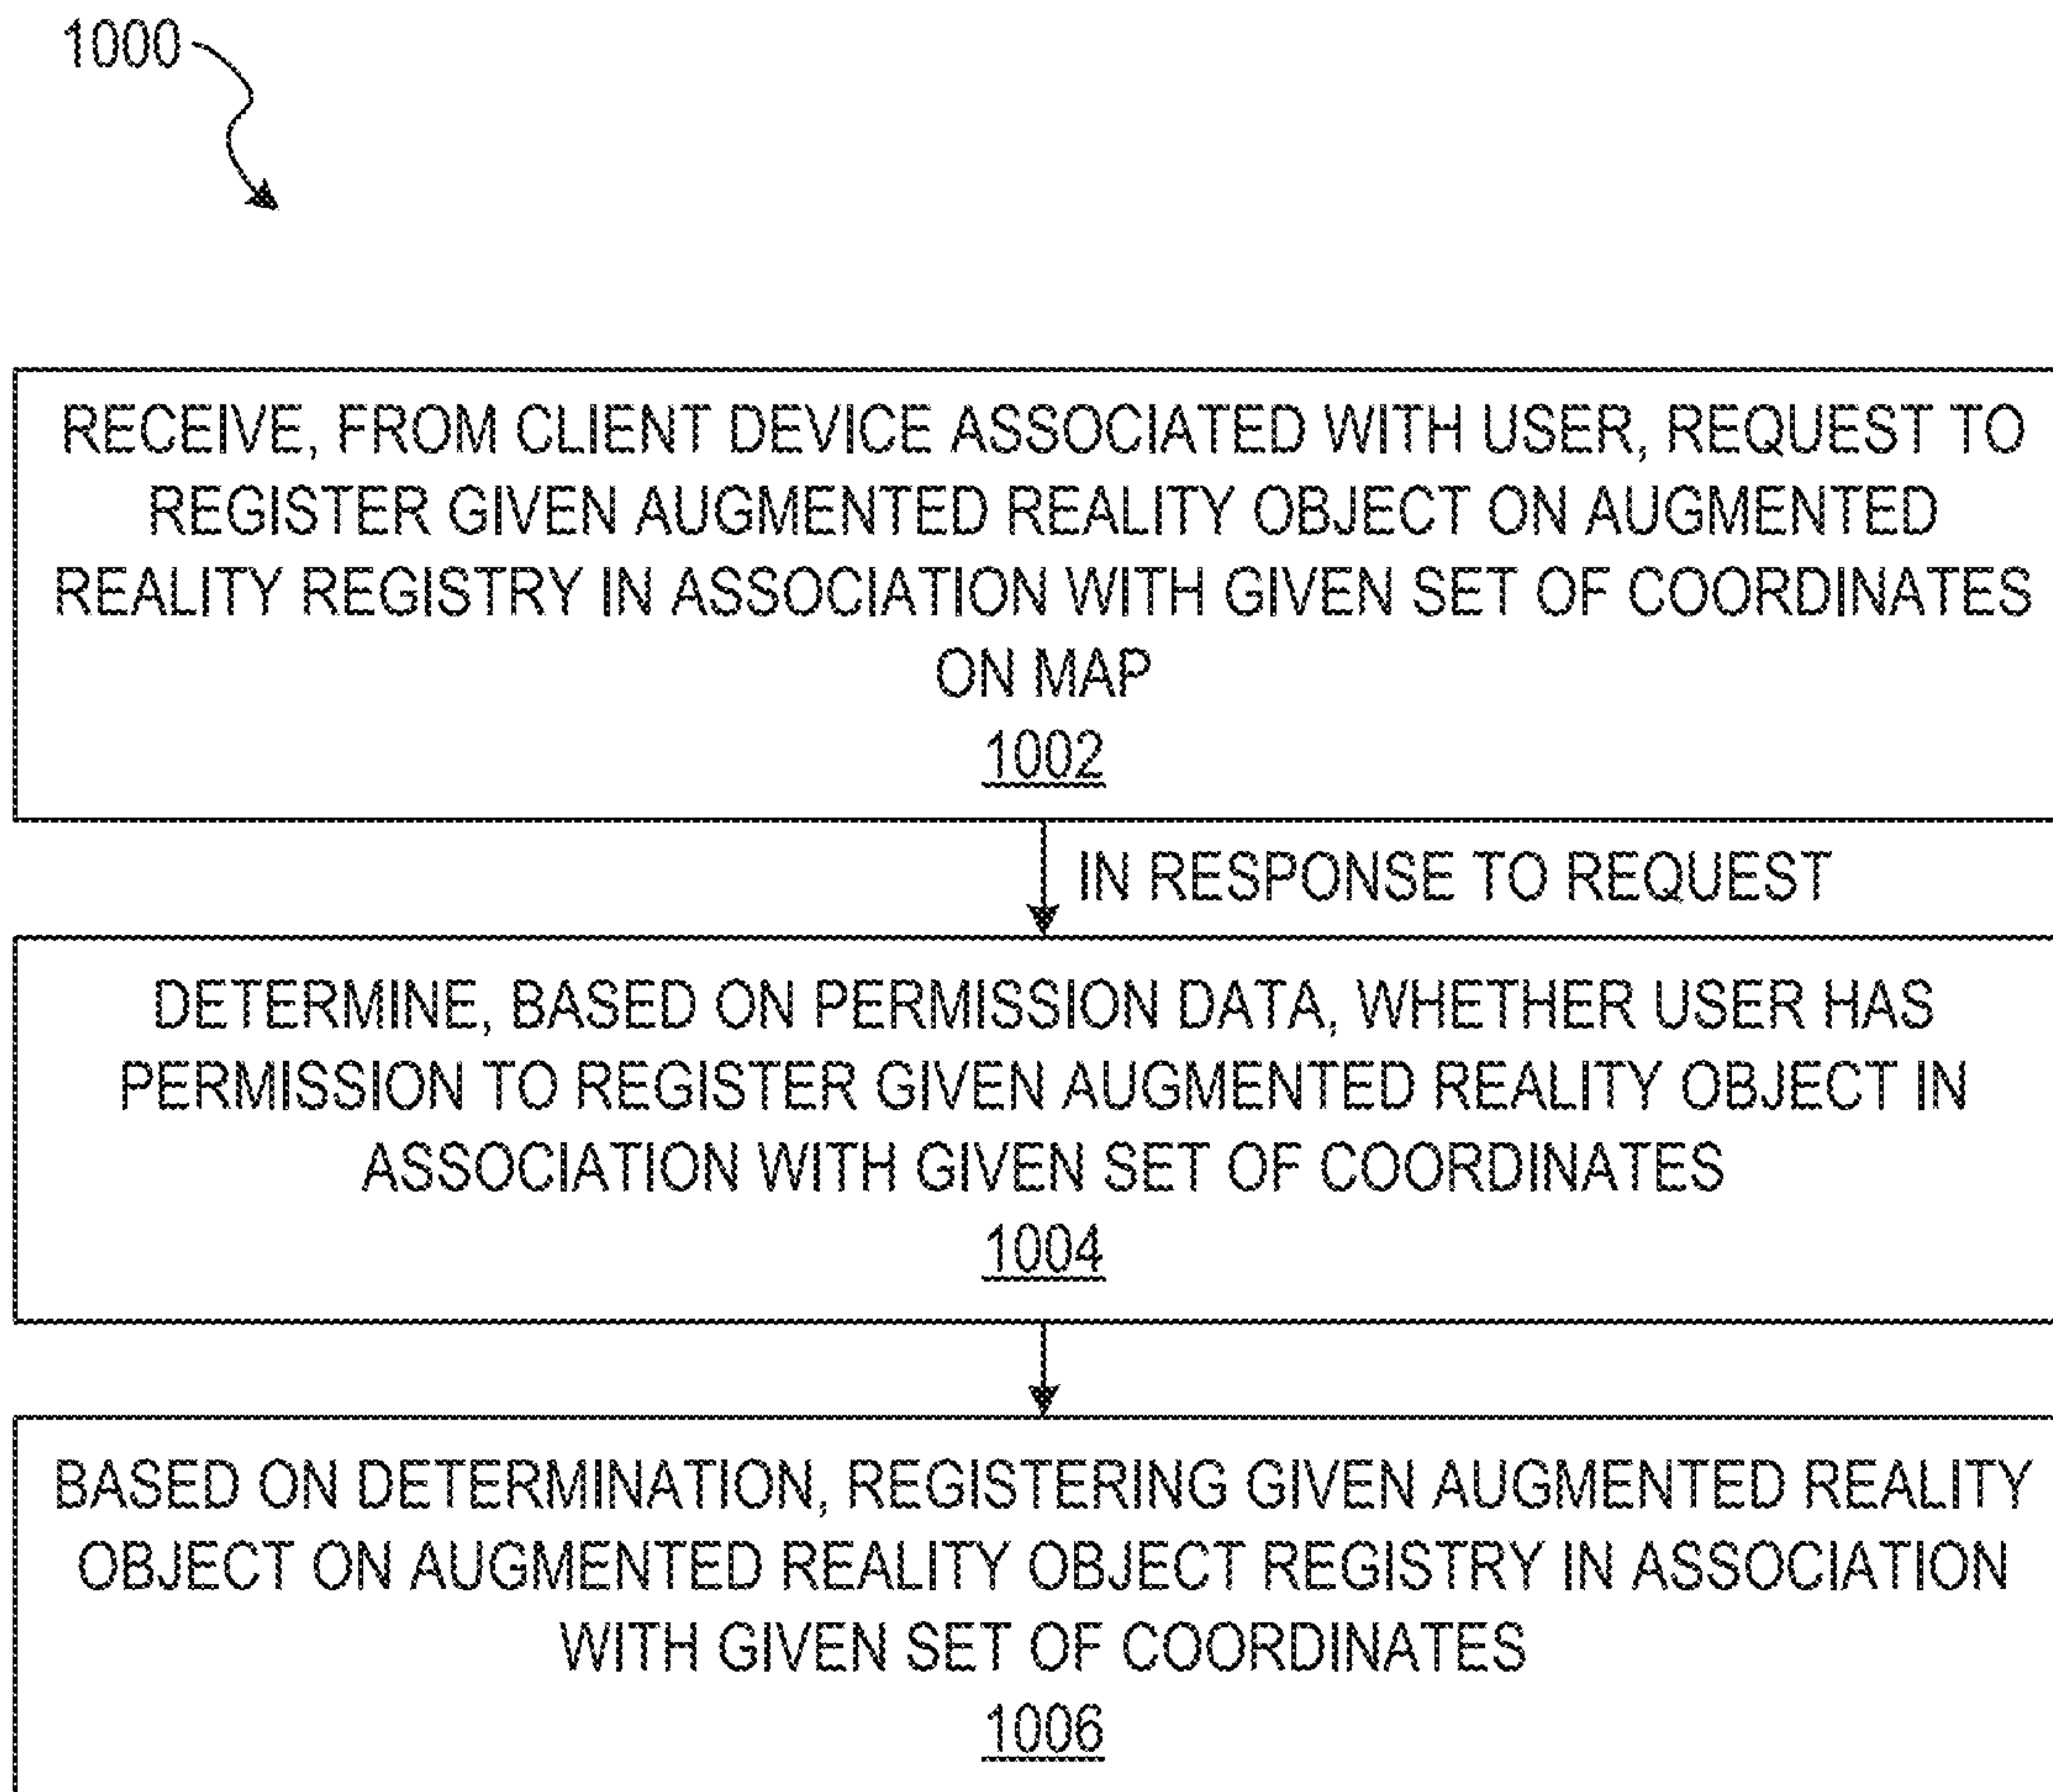 1000
RECEIVE, FROM CLIENT DEVICE ASSOCIATED WITH USER, REQUEST TO
REGISTER GIVEN AUGMENTED REALITY OBJECT ON AUGMENTED
REALITY REGISTRY IN ASSOCIATION WITH GIVEN SET OF COORDINATES
ON MAP
1002
IN RESPONSE TO REQUEST
DETERMINE, BASED ON PERMISSION DATA, WHETHER USER HAS
PERMISSION TO REGISTER GIVEN AUGMENTED REALITY OBJECT IN
ASSOCIATION WITH GIVEN SET OF COORDINATES
1004
BASED ON DETERMINATION, REGISTERING GIVEN AUGMENTED REALITY
OBJECT ON AUGMENTED REALITY OBJECT REGISTRY IN ASSOCIATION
WITH GIVEN SET OF COORDINATES
1006